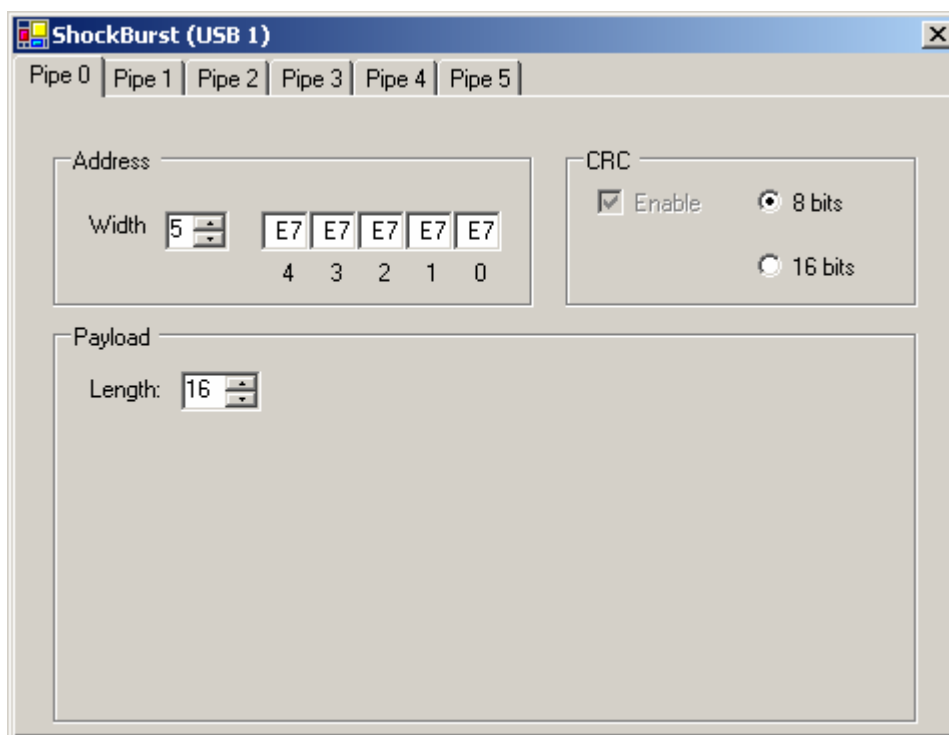 ShockBurst (USB 1)
Pipe 0 Pipe 1 Pipe 2 Pipe 3 Pipe 4 Pipe 5
Address
Width 5 E7 E7 E7 E7 E7
4 3 2 1 0
CRC
Enable 8 bits
16 bits
Payload
Length: 16